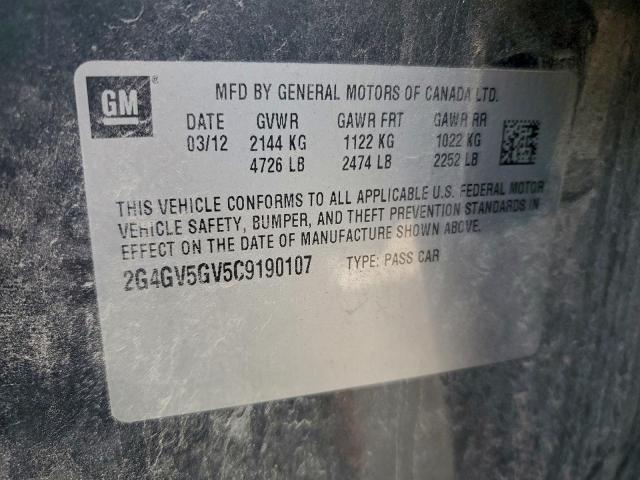 GM ®
MFD BY GENERAL MOTORS OF CANADA LTD.
DATE GVWR GAWR FRT GAWR RR
03/12 2144 KG 1122 KG 1022 KG
4726 LB 2474 LB 2252 LB
THIS VEHICLE CONFORMS TO ALL APPLICABLE U.S. FEDERAL MOTOR
VEHICLE SAFETY, BUMPER, AND THEFT PREVENTION STANDARDS IN
EFFECT ON THE DATE OF MANUFACTURE SHOWN ABOVE.
2G4GV5GV5C9190107 TYPE: PASS CAR